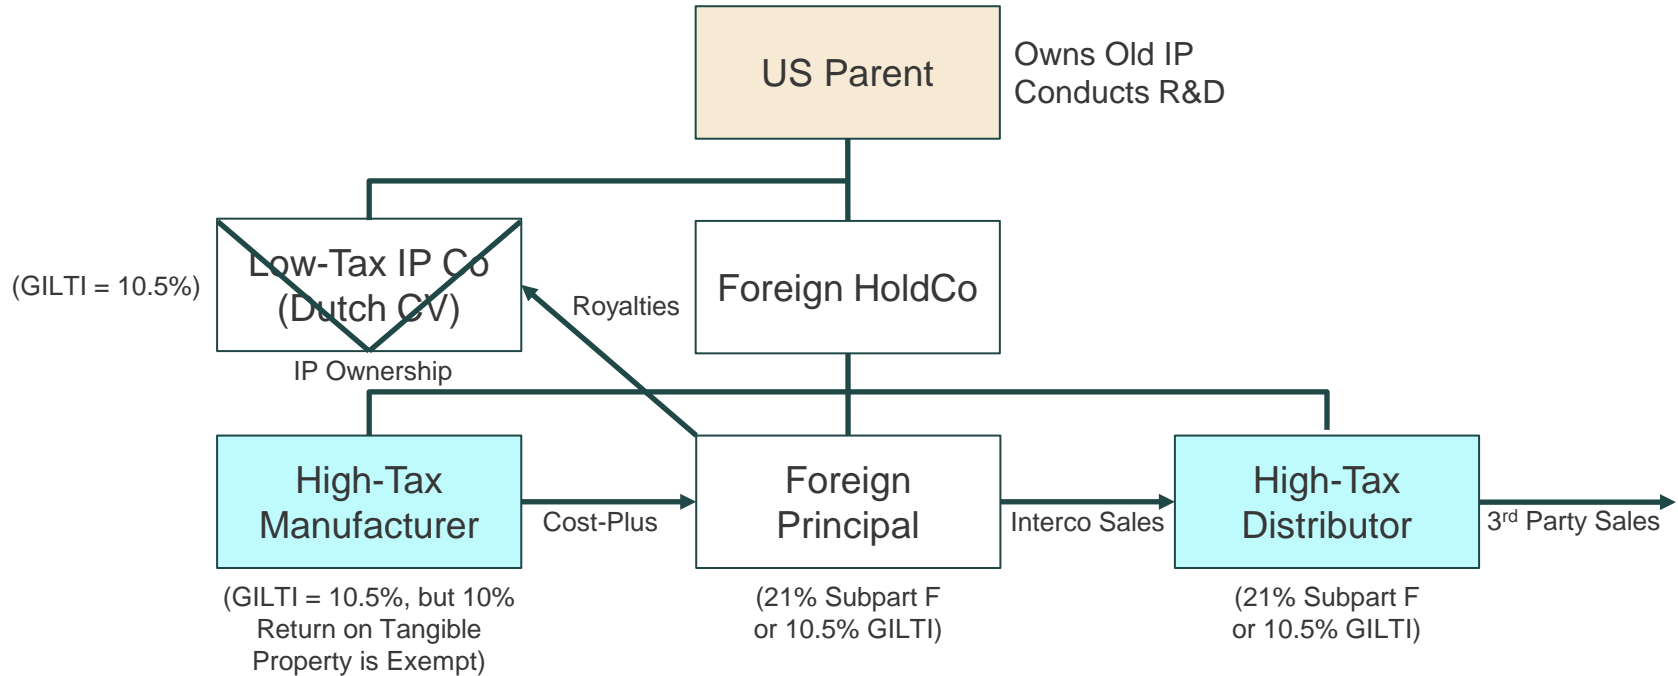 US Parent
Owns Old IP
Conducts R&D
Low-Tax IP Co
(Dutch CV)
(GILTI = 10.5%)
IP Ownership
Royalties
Foreign HoldCo
High-Tax
Manufacturer
Cost-Plus
Foreign
Principal
Interco Sales
High-Tax
Distributor
3rd Party Sales
(GILTI = 10.5%, but 10%
Return on Tangible
Property is Exempt)
(21% Subpart F
or 10.5% GILTI)
(21% Subpart F
or 10.5% GILTI)